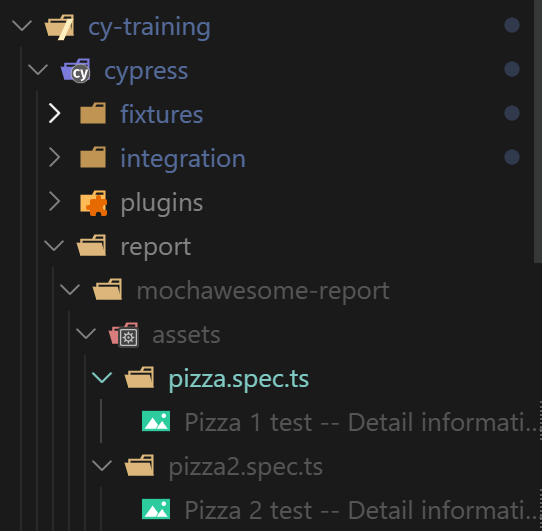 cy-training
cypress
fixtures
integration
plugins
report
mochawesome-report
assets
pizza.spec.ts
Pizza 1 test -- Detail informati...
pizza2.spec.ts
Pizza 2 test -- Detail informati...